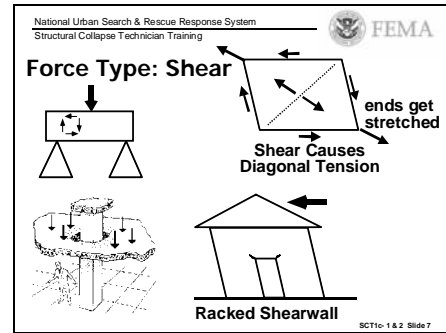 National Urban Search & Rescue Response System
Structural Collapse Technician Training
FEMA
Force Type: Shear
ends get
stretched
Shear Causes
Diagonal Tension
Racked Shearwall
SCT1c- 1 & 2 Slide 7